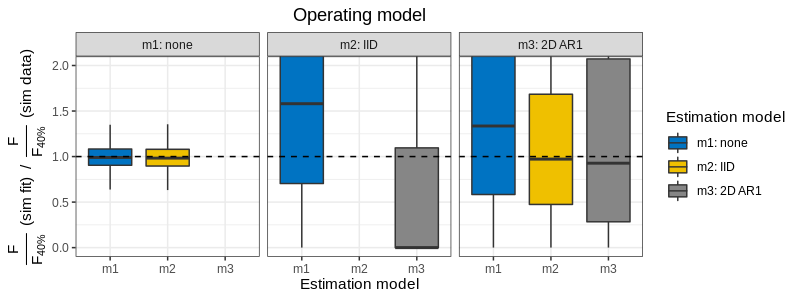 Operating model
m1: none
m2: IID
m3: 2D AR1
F/F40% (sim fit) / F/F40% (sim data)
2.0
1.5
1.0
0.5
0.0
m1 m2 m3
m1 m2 m3
m1 m2 m3
Estimation model
Estimation model
m1: none
m2: IID
m3: 2D AR1